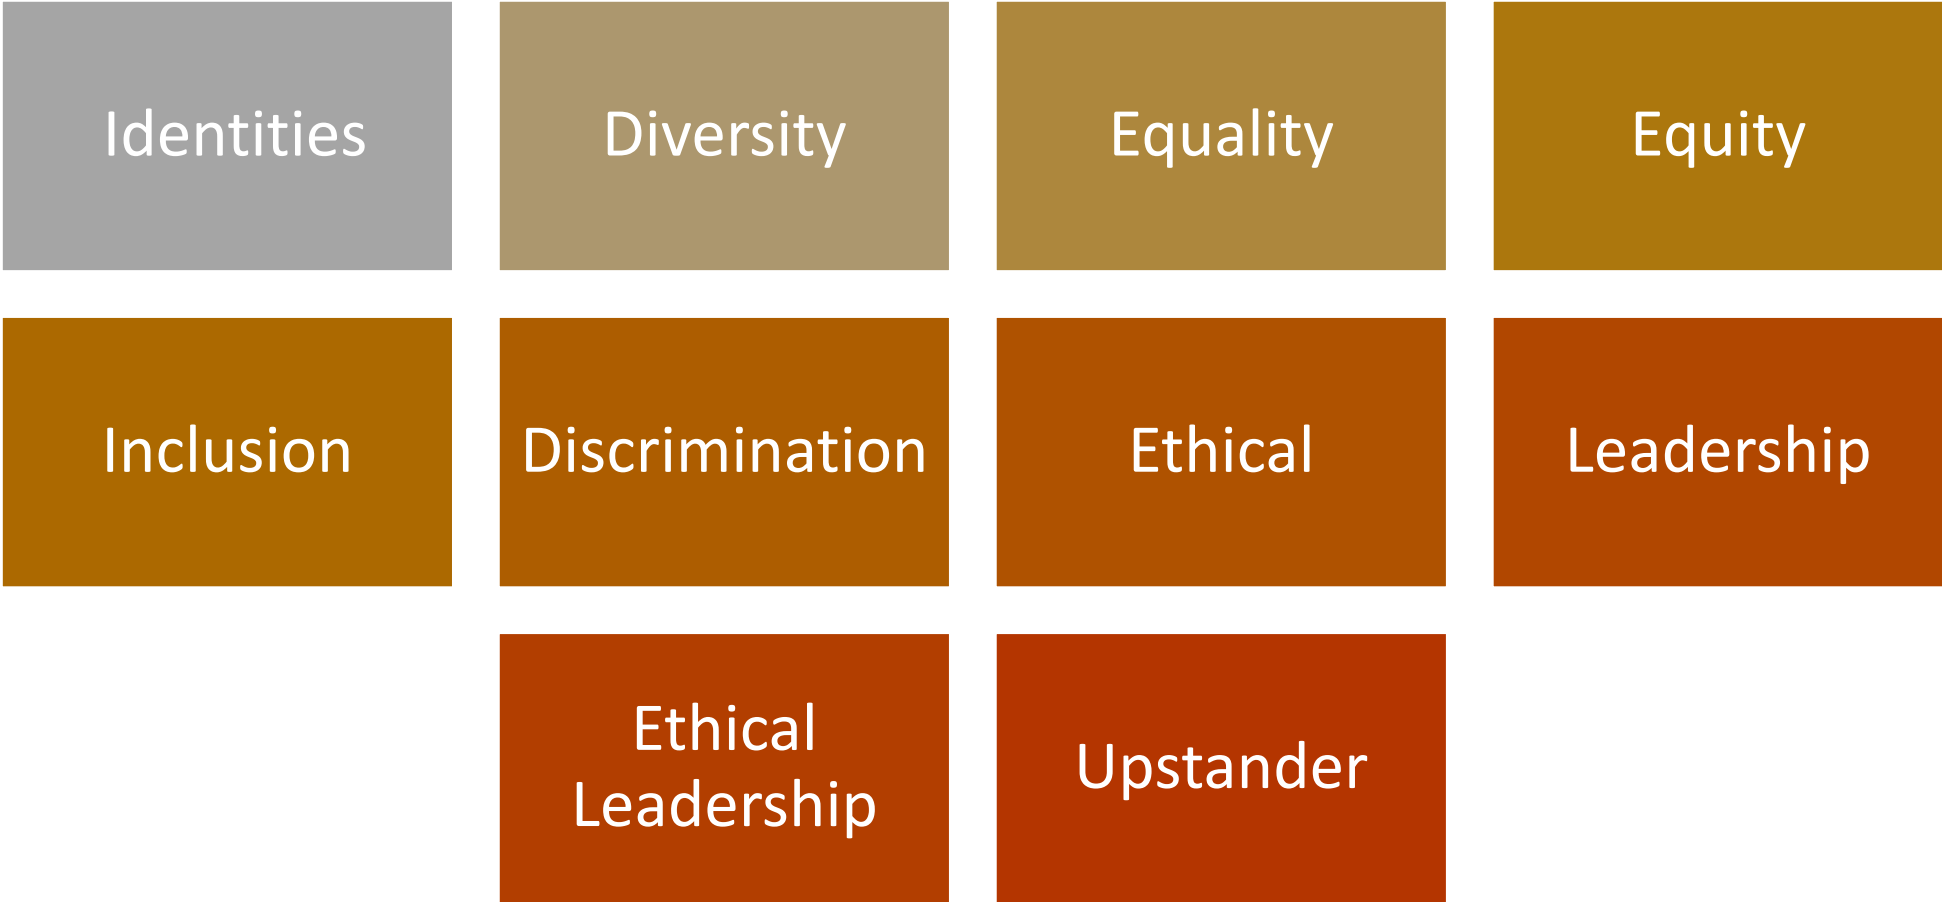 Identities
Diversity
Equality
Equity
Inclusion
Discrimination
Ethical
Leadership
Ethical
Leadership
Upstander